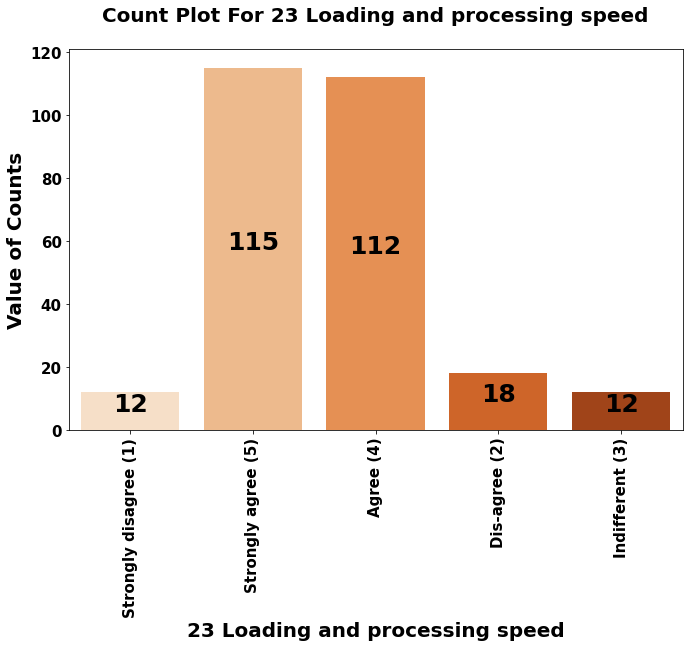 Count Plot For 23 Loading and processing speed
Value of Counts
120
100
80
60
40
20
0
12
115
112
18
12
Strongly disagree (1)
Strongly agree (5)
Agree (4)
Dis-agree (2)
Indifferent (3)
23 Loading and processing speed